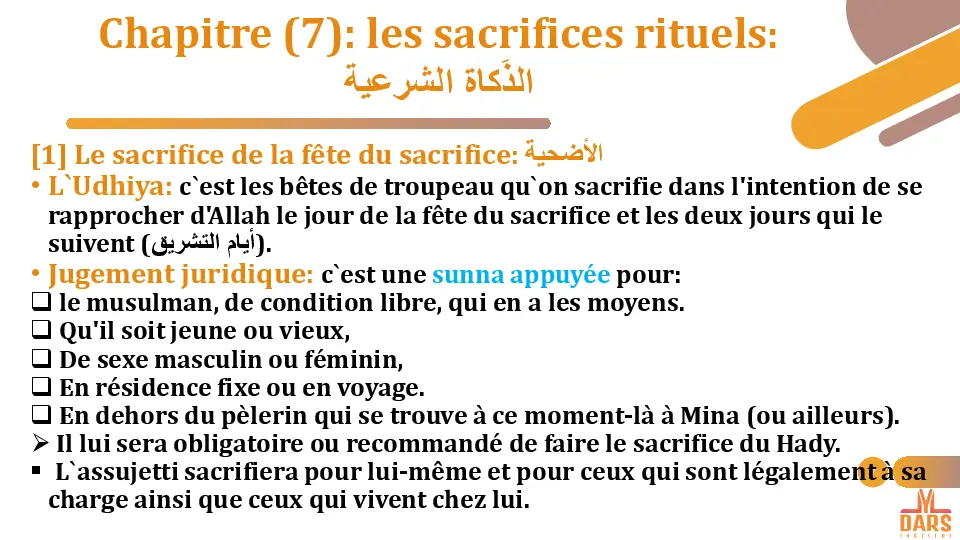 Chapitre (7): les sacrifices rituels:
الذَكاة الشرعية
[1] Le sacrifice de la fête du sacrifice: الأضحية
• L`Udhiya: c`est les bêtes de troupeau qu`on sacrifie dans l'intention de se
rapprocher d'Allah le jour de la fête du sacrifice et les deux jours qui le
suivent (أيام التشريق).
• Jugement juridique: c`est une sunna appuyée pour:
❑ le musulman, de condition libre, qui en a les moyens.
❑ Qu'il soit jeune ou vieux,
❑ De sexe masculin ou féminin,
❑ En résidence fixe ou en voyage.
❑ En dehors du pèlerin qui se trouve à ce moment-là à Mina (ou ailleurs).
➢ Il lui sera obligatoire ou recommandé de faire le sacrifice du Hady.
▪ L`assujetti sacrifiera pour lui-même et pour ceux qui sont légalement à sa
charge ainsi que ceux qui vivent chez lui.
DARS
INSTITUT